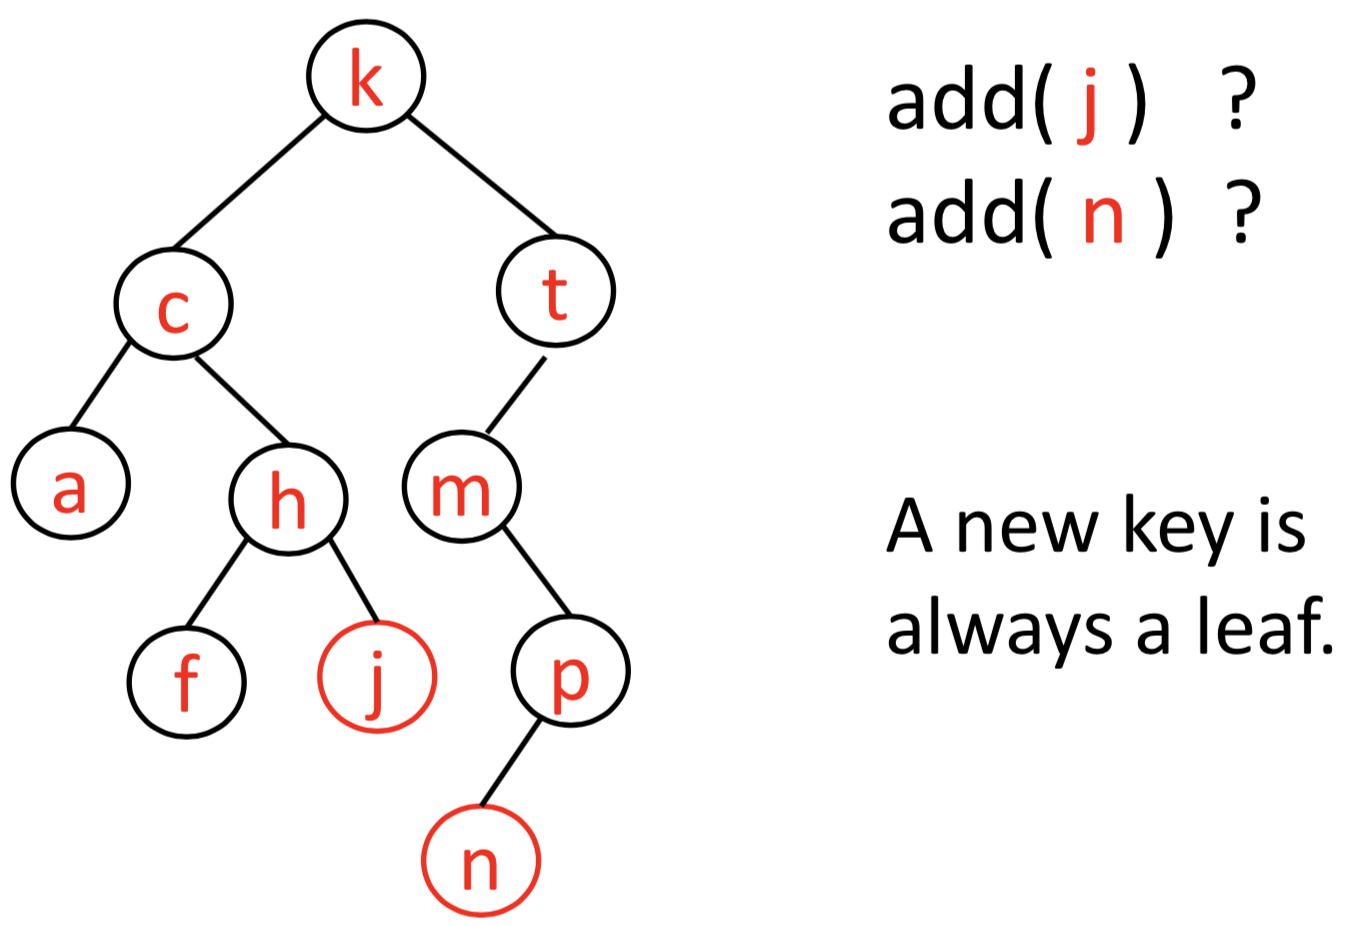 k
c
t
a
h
m
f
j
p
n
add( j ) ?
add( n ) ?
A new key is
always a leaf.